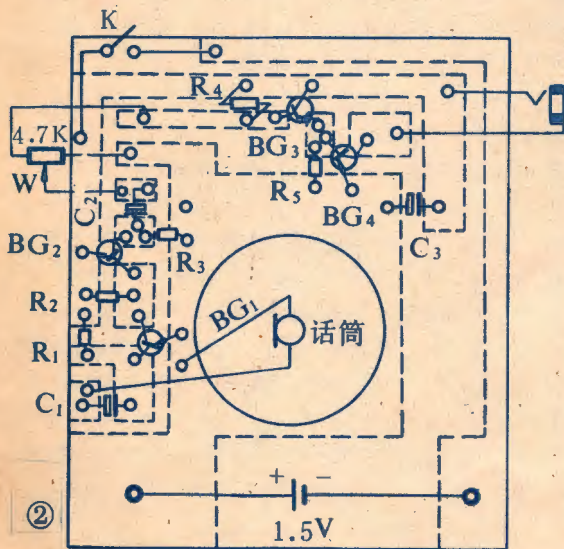 K
R₄
4.7K
BG₃
W
C₂
R₅
BG₄
BG₂
R₃
C₃
R₂
BG₁
话筒
R₁
C₁
+ −
1.5V
②